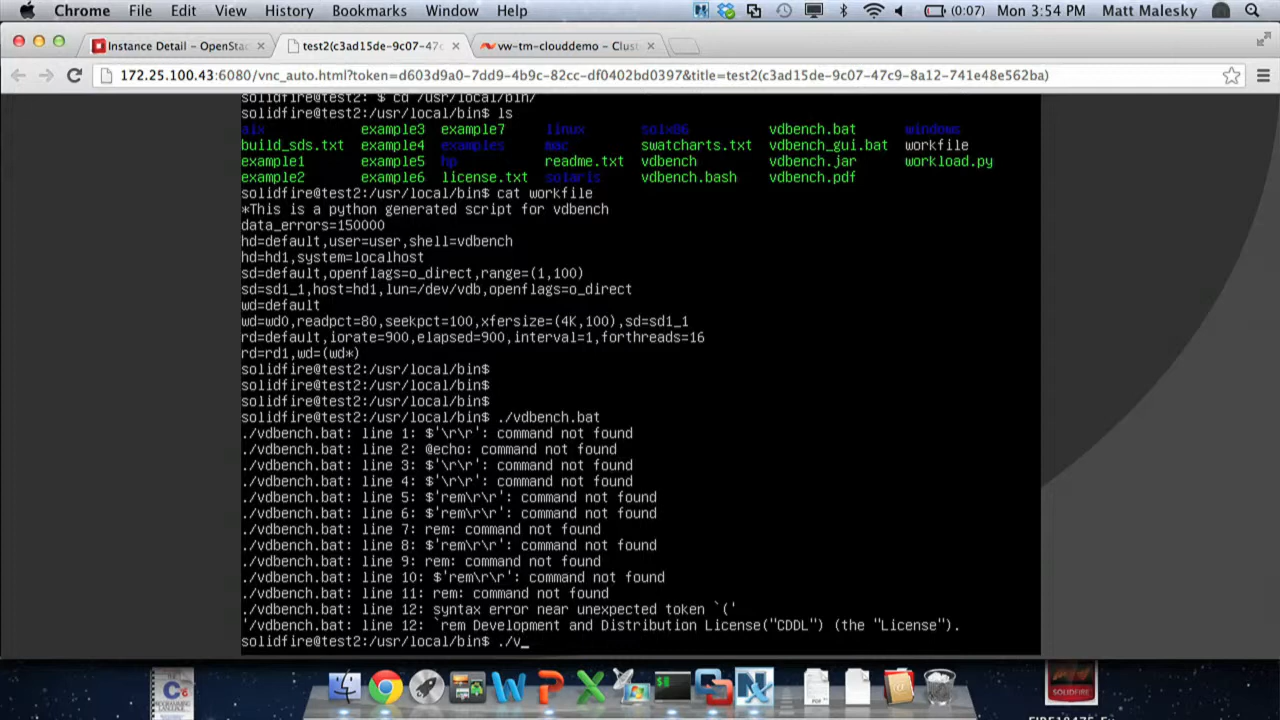 Chrome File Edit View History Bookmarks Window Help (0:07) Mon 3:54 PM Matt Malesky
Instance Detail - OpenStac test2(c3ad15de-9c07-47c vw-tm-clouddemo - Clust
172.25.100.43:6080/vnc_auto.html?token=d603d9a0-7dd9-4b9c-82cc-df0402bd0397&title=test2(c3ad15de-9c07-47c9-8a12-741e48e562ba)
solidfire@test2:~$ cd /usr/local/bin/
solidfire@test2:/usr/local/bin$ ls
aix example3 example7 linux solx86 vdbench.bat windows
build_sds.txt example4 examples mac swatcharts.txt vdbench_gui.bat workfile
example1 example5 hp readme.txt vdbench vdbench.jar workload.py
example2 example6 license.txt solaris vdbench.bash vdbench.pdf
solidfire@test2:/usr/local/bin$ cat workfile
*This is a python generated script for vdbench
data_errors=150000
hd=default,user=user,shell=vdbench
hd=hd1,system=localhost
sd=default,openflags=o_direct,range=(1,100)
sd=sd1_1,host=hd1,lun=/dev/vdb,openflags=o_direct
wd=default
wd=wd0,readpct=80,seekpct=100,xfersize=(4K,100),sd=sd1_1
rd=default,iorate=900,elapsed=900,interval=1,forthreads=16
rd=rd1,wd=(wd*)
solidfire@test2:/usr/local/bin$
solidfire@test2:/usr/local/bin$
solidfire@test2:/usr/local/bin$
solidfire@test2:/usr/local/bin$ ./vdbench.bat
./vdbench.bat: line 1: $'\r\r': command not found
./vdbench.bat: line 2: @echo: command not found
./vdbench.bat: line 3: $'\r\r': command not found
./vdbench.bat: line 4: $'\r\r': command not found
./vdbench.bat: line 5: $'rem\r\r': command not found
./vdbench.bat: line 6: $'rem\r\r': command not found
./vdbench.bat: line 7: rem: command not found
./vdbench.bat: line 8: $'rem\r\r': command not found
./vdbench.bat: line 9: rem: command not found
./vdbench.bat: line 10: $'rem\r\r': command not found
./vdbench.bat: line 11: rem: command not found
./vdbench.bat: line 12: syntax error near unexpected token `('
'/vdbench.bat: line 12: `rem Development and Distribution License("CDDL") (the "License").
solidfire@test2:/usr/local/bin$ ./v_
SOLIDFIRE